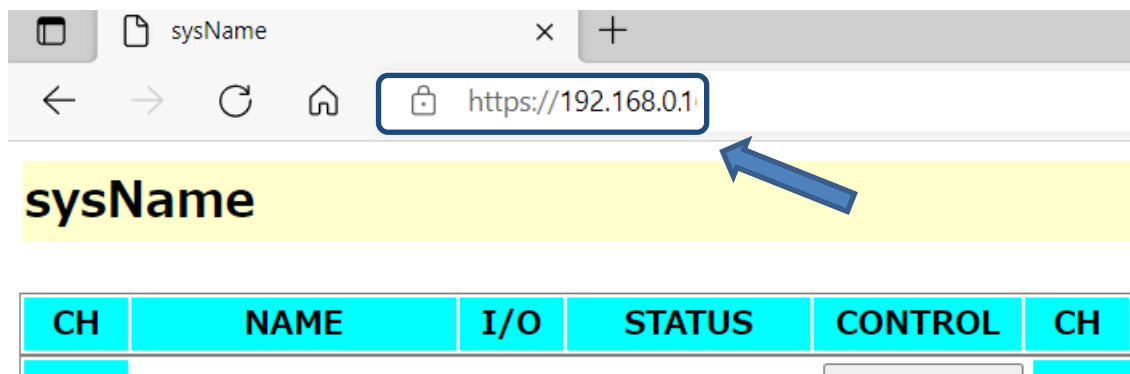 sysName
https://192.168.0.1
sysName
CH NAME I/O STATUS CONTROL CH